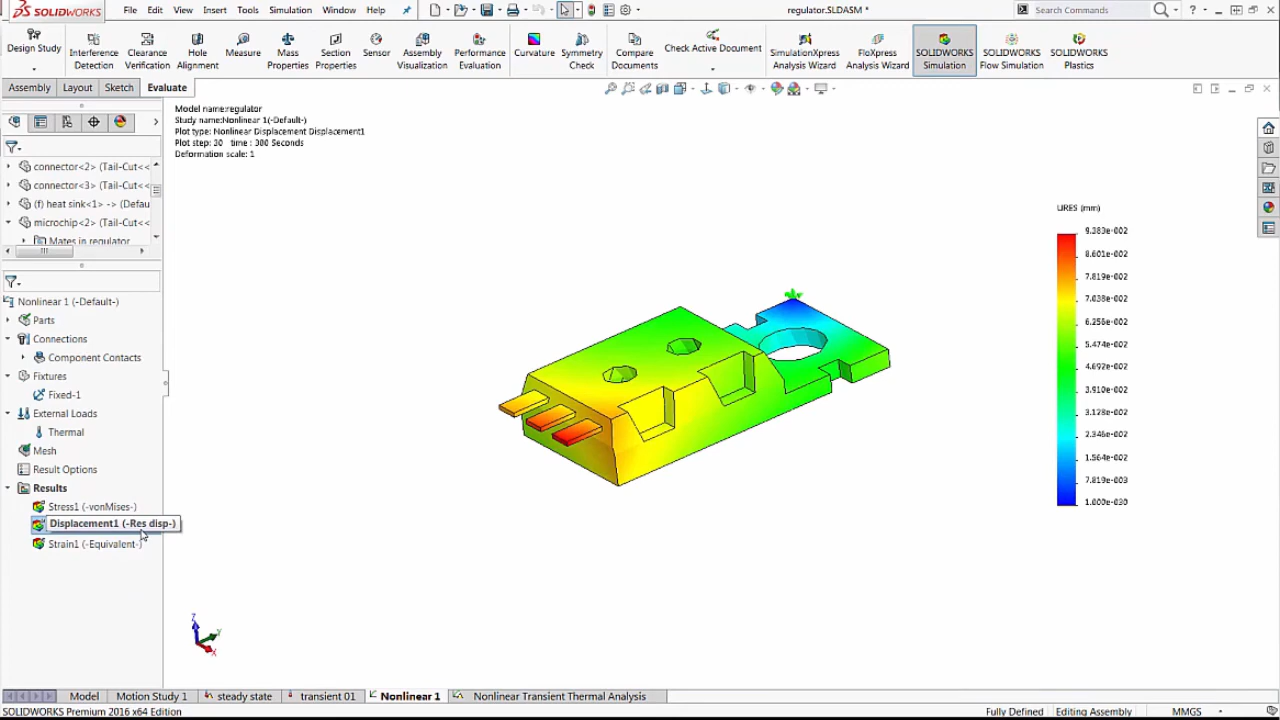 SOLIDWORKS File Edit View Insert Tools Simulation Window Help regulator.SLDASM * Search Commands
Design Study
Interference Detection
Clearance Verification
Hole Alignment
Measure
Mass Properties
Section Properties
Sensor
Assembly Visualization
Performance Evaluation
Curvature
Symmetry Check
Compare Documents
Check Active Document
SimulationXpress Analysis Wizard
FloXpress Analysis Wizard
SOLIDWORKS Simulation
SOLIDWORKS Flow Simulation
SOLIDWORKS Plastics
Assembly Layout Sketch Evaluate
Model name:regulator
Study name:Nonlinear 1(-Default-)
Plot type: Nonlinear Displacement Displacement1
Plot step: 30 time : 300 Seconds
Deformation scale: 1
connector<2> (Tail-Cut<<
connector<3> (Tail-Cut<<
(f) heat sink<1> -> (Defau
microchip<2> (Tail-Cut<<
Mates in regulator
Nonlinear 1 (-Default-)
Parts
Connections
Component Contacts
Fixtures
Fixed-1
External Loads
Thermal
Mesh
Result Options
Results
Stress1 (-vonMises-)
Displacement1 (-Res disp-)
Strain1 (-Equivalent-)
URES (mm)
9.383e-002
8.601e-002
7.819e-002
7.038e-002
6.256e-002
5.474e-002
4.692e-002
3.910e-002
3.128e-002
2.346e-002
1.564e-002
7.819e-003
1.000e-030
Z
Y
X
Model Motion Study 1 steady state transient 01 Nonlinear 1 Nonlinear Transient Thermal Analysis
SOLIDWORKS Premium 2016 x64 Edition Fully Defined Editing Assembly MMGS